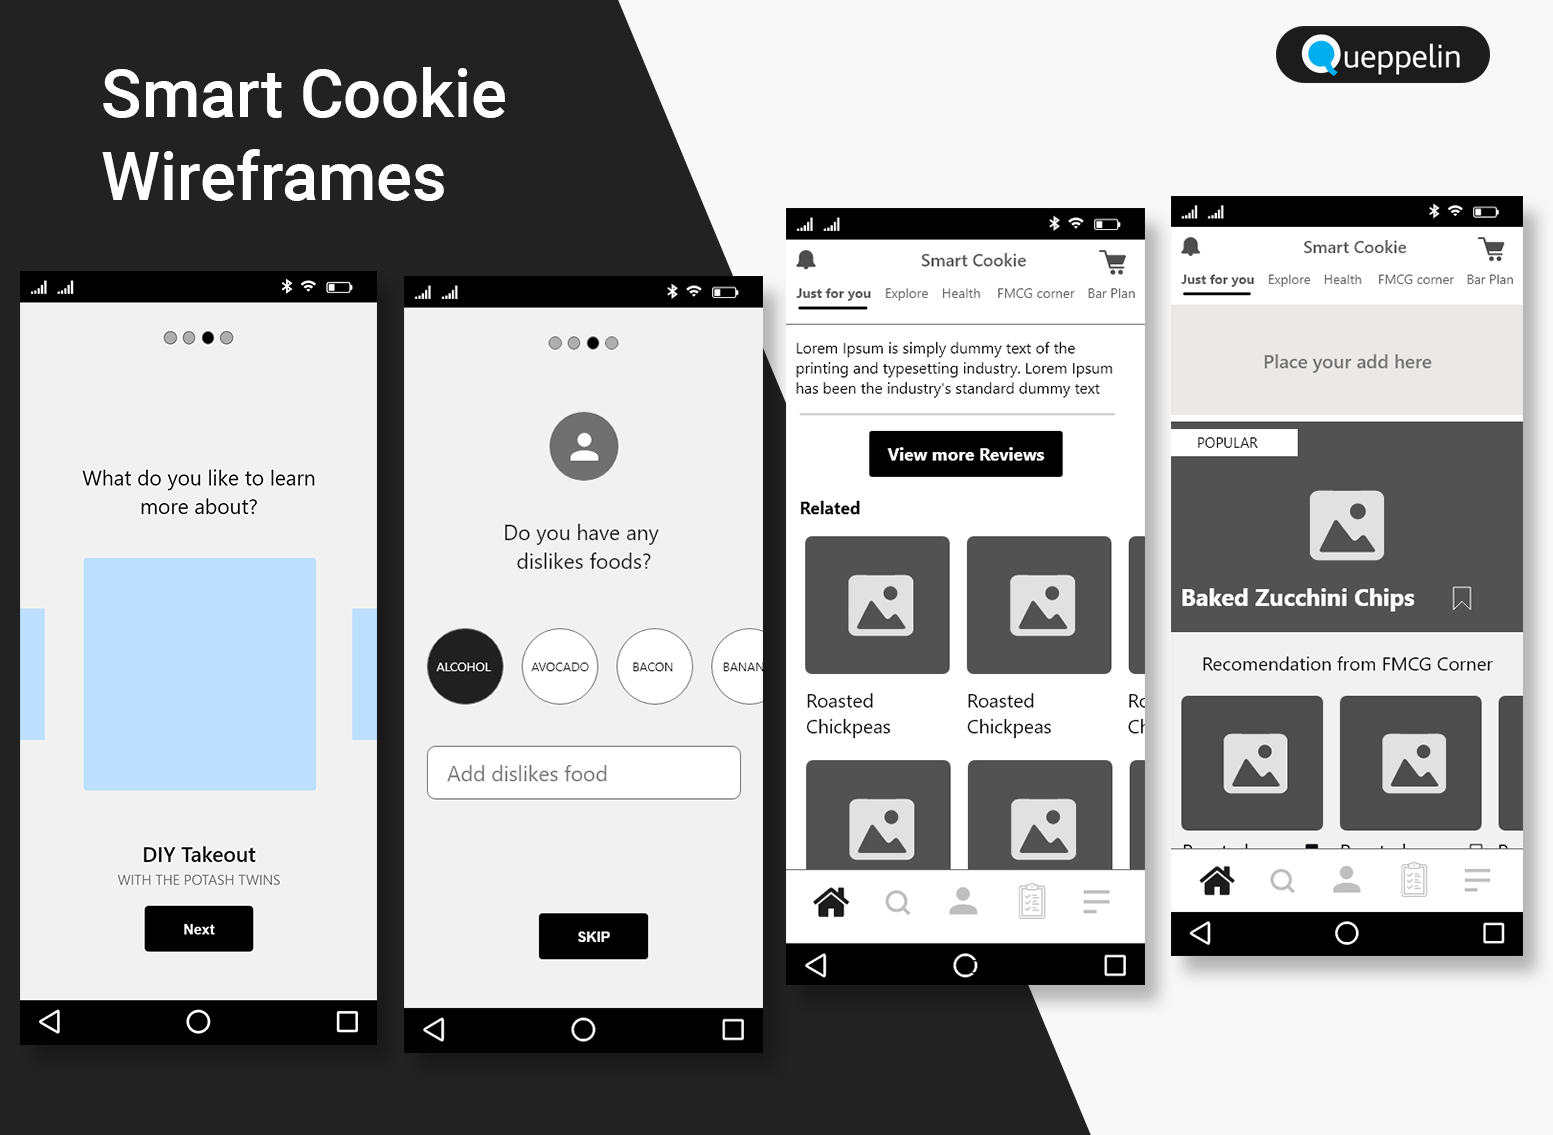 Smart Cookie
Wireframes
Queppelin
What do you like to learn
more about?
DIY Takeout
WITH THE POTASH TWINS
Next
Do you have any
dislikes foods?
ALCOHOL
AVOCADO
BACON
BANAN
Add dislikes food
SKIP
Smart Cookie
Just for you
Explore
Health
FMCG corner
Bar Plan
Lorem Ipsum is simply dummy text of the
printing and typesetting industry. Lorem Ipsum
has been the industry's standard dummy text
View more Reviews
Related
Roasted
Chickpeas
Roasted
Chickpeas
Ro
Ch
Smart Cookie
Just for you
Explore
Health
FMCG corner
Bar Plan
Place your add here
POPULAR
Baked Zucchini Chips
Recomendation from FMCG Corner